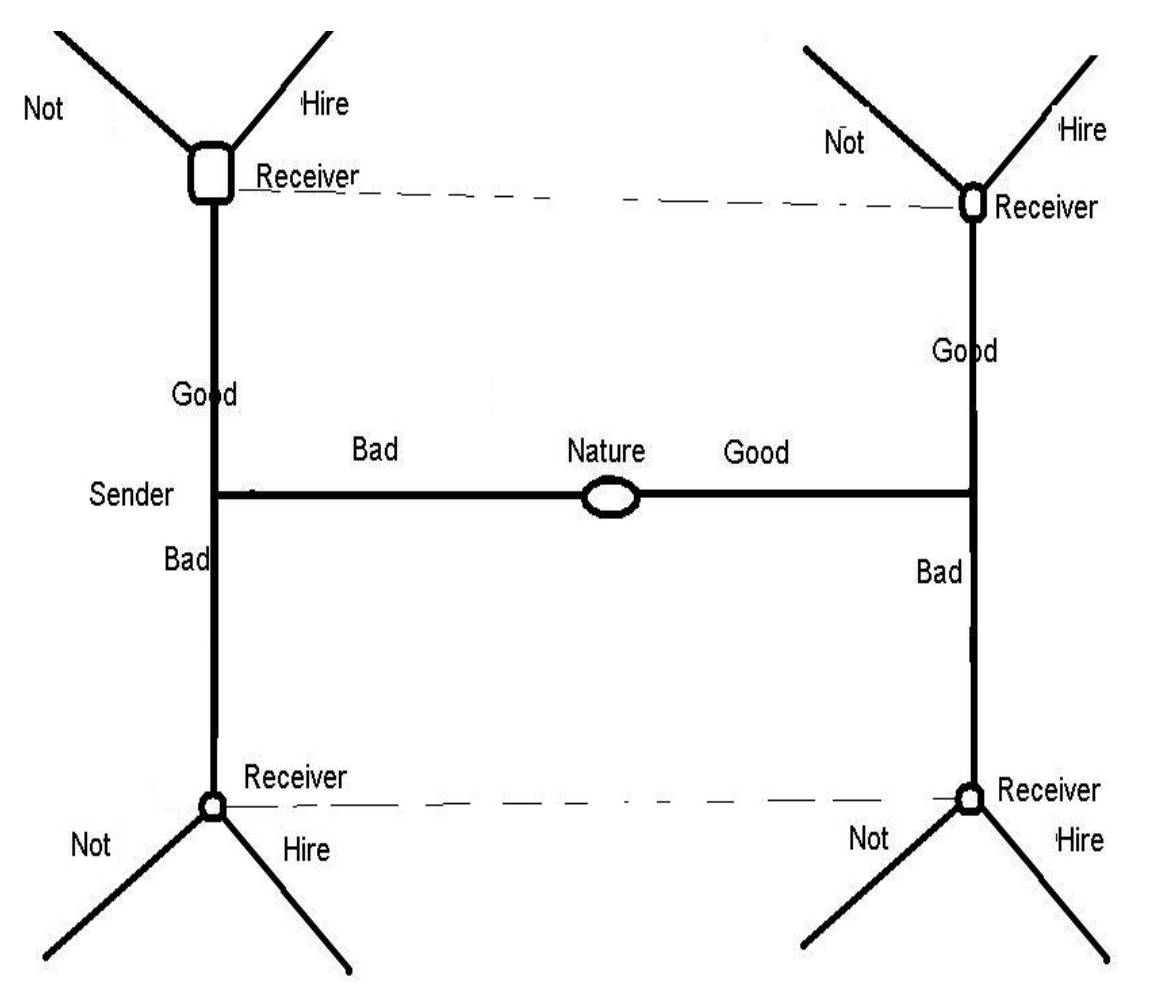 Not
Hire
Receiver
Not
Hire
Receiver
Good
Good
Bad
Nature
Good
Sender
Bad
Bad
Receiver
Receiver
Not
Hire
Not
Hire